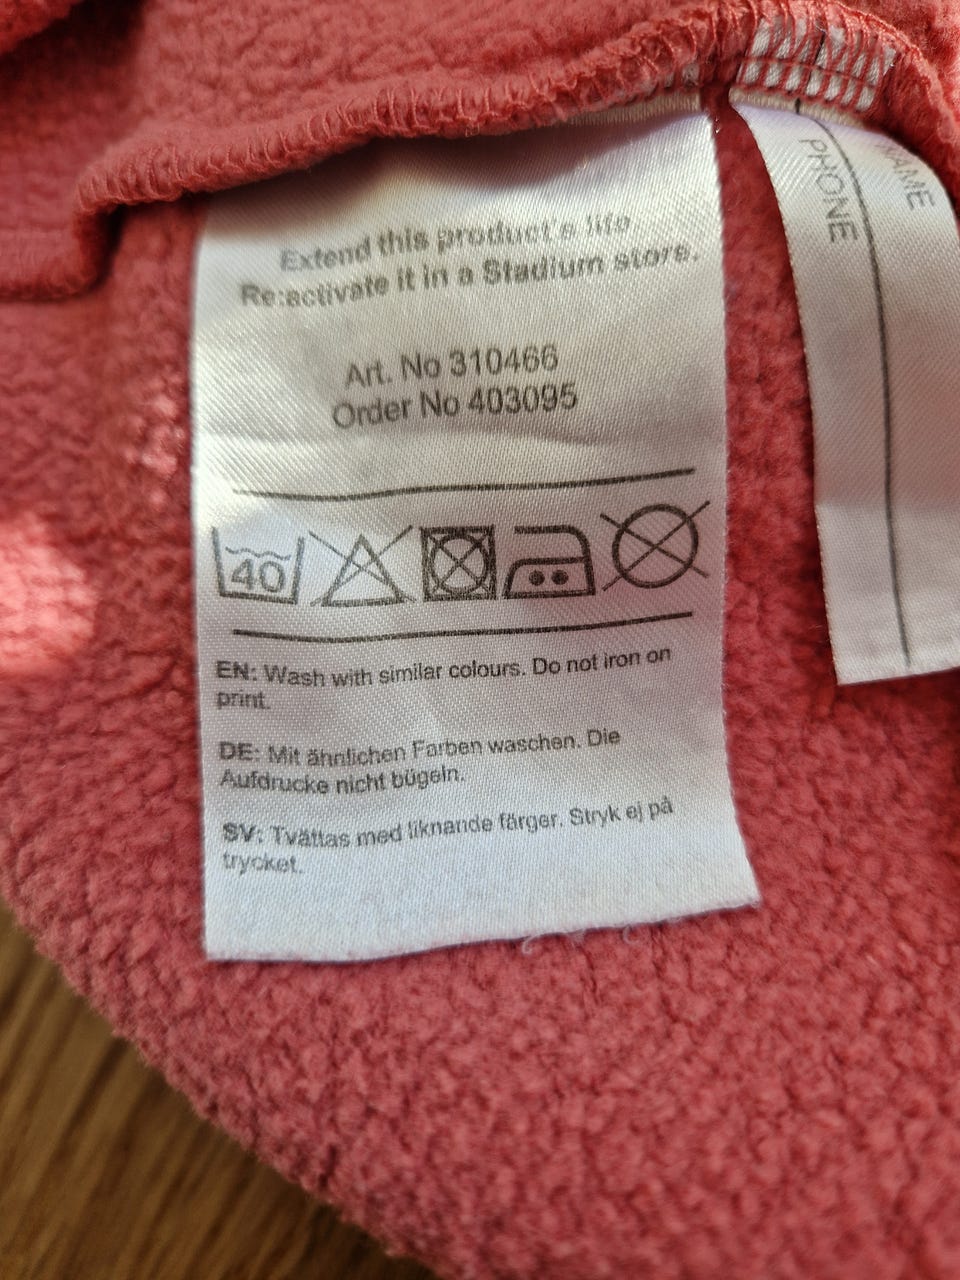 Extend this product's life.
Re:activate it in a Stadium store.
Art. No 310466
Order No 403095
40
EN: Wash with similar colours. Do not iron on
print.
DE: Mit ähnlichen Farben waschen. Die
Aufdrucke nicht bügeln.
SV: Tvättas med liknande färger. Stryk ej på
trycket.
NAME
PHONE